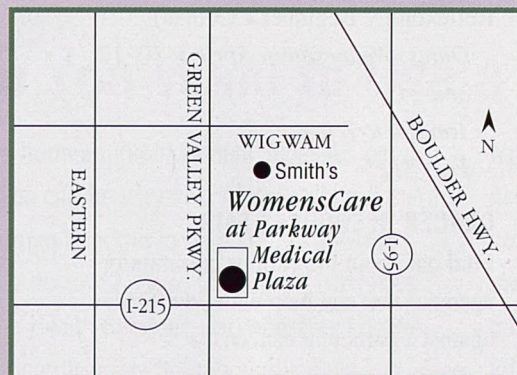 GREEN VALLEY PKWY.
WIGWAM
Smith's
WomensCare
at Parkway
Medical
Plaza
EASTERN
BOULDER HWY.
N
I-95
I-215